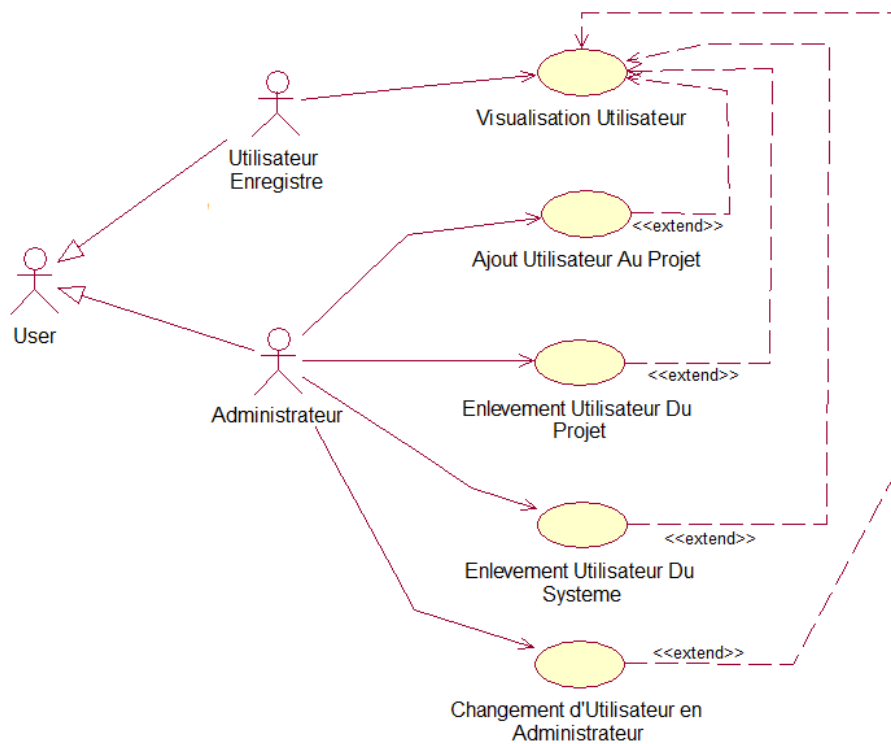 Visualisation Utilisateur
Utilisateur
Enregistre
<<extend>>
Ajout Utilisateur Au Projet
User
<<extend>>
Administrateur
Enlevement Utilisateur Du
Projet
<<extend>>
Enlevement Utilisateur Du
Systeme
<<extend>>
Changement d'Utilisateur en
Administrateur